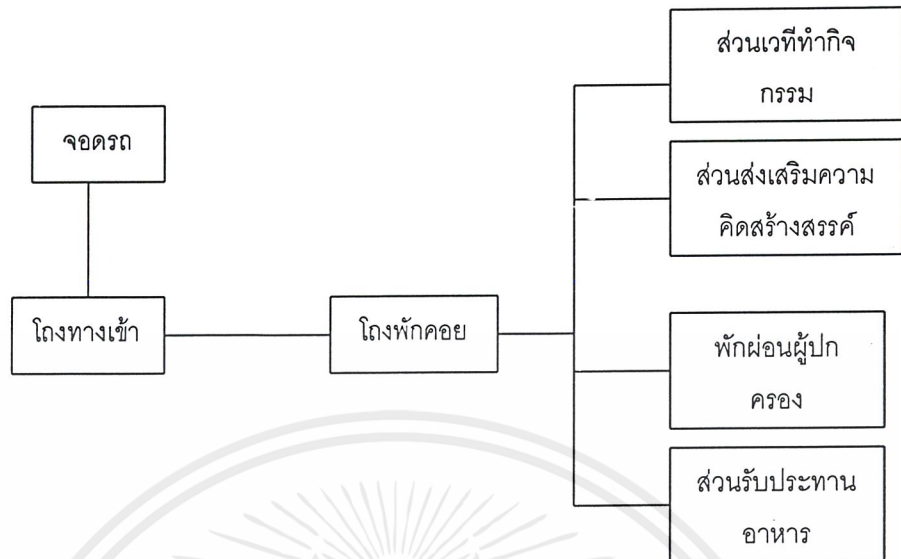 ส่วนเวทีทำกิจ
กรรม
จอดรถ
ส่วนส่งเสริมความ
คิดสร้างสรรค์
โถงทางเข้า
โถงพักคอย
พักผ่อนผู้ปก
ครอง
ส่วนรับประทาน
อาหาร